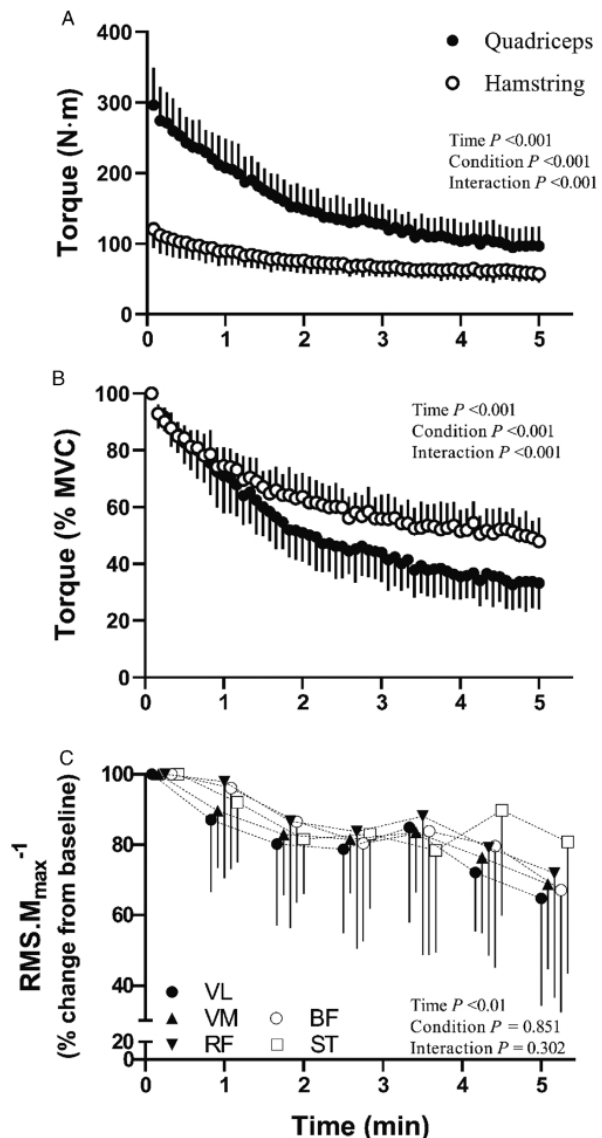 A
Torque (N·m)
400
300
200
100
0
0 1 2 3 4 5
Quadriceps
Hamstring
Time P <0.001
Condition P <0.001
Interaction P <0.001
B
Torque (% MVC)
100
80
60
40
20
0
0 1 2 3 4 5
Time P <0.001
Condition P <0.001
Interaction P <0.001
C
RMS.Mmax-1
(% change from baseline)
100
80
60
40
20
0
VL
VM BF
RF ST
Time P <0.01
Condition P = 0.851
Interaction P = 0.302
0 1 2 3 4 5
Time (min)